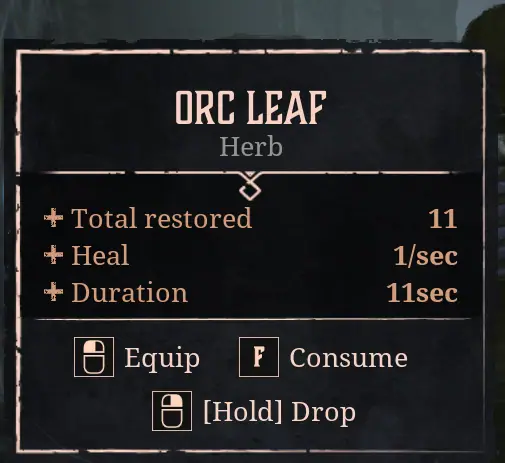 ORC LEAF
Herb
Total restored 11
Heal 1/sec
Duration 11sec
Equip F Consume
[Hold] Drop